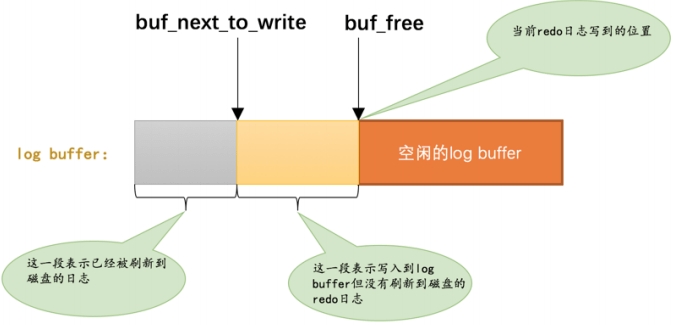 buf_next_to_write
buf_free
当前redo日志写到的位置
log buffer:
空闲的log buffer
这一段表示已经被刷新到
磁盘的日志
这一段表示写入到log
buffer但没有刷新到磁盘的
redo日志